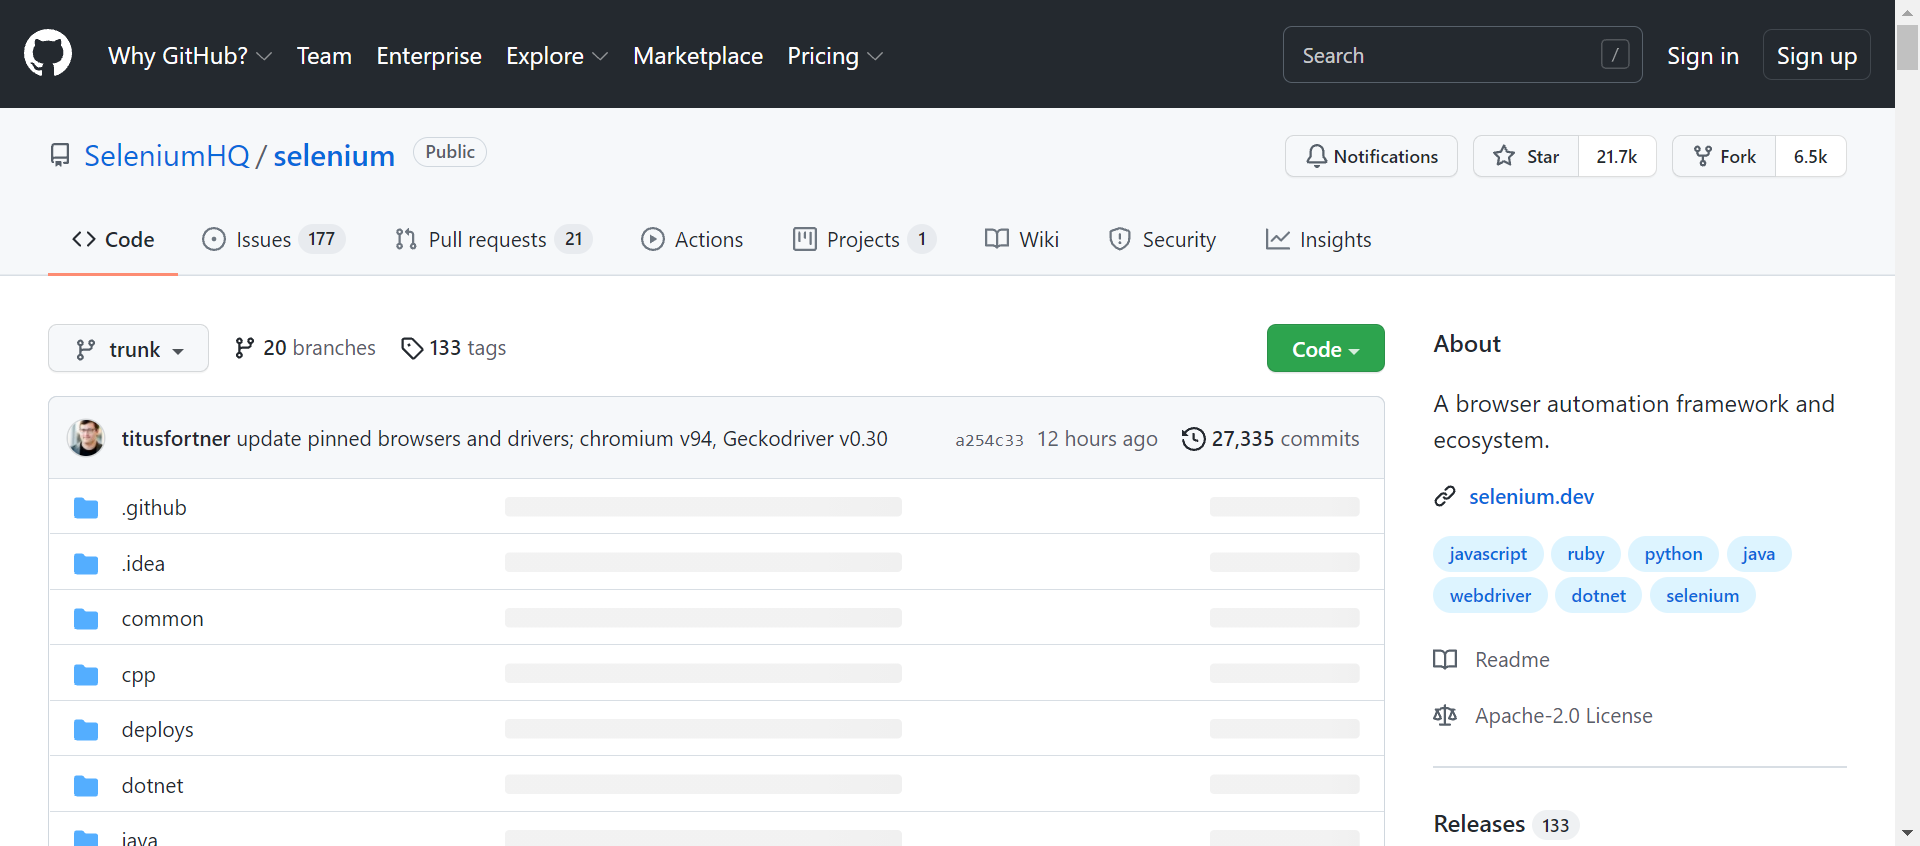 Why GitHub? Team Enterprise Explore Marketplace Pricing Search / Sign in Sign up
SeleniumHQ / selenium Public Notifications Star 21.7k Fork 6.5k
Code Issues 177 Pull requests 21 Actions Projects 1 Wiki Security Insights
trunk 20 branches 133 tags Code
titusfortner update pinned browsers and drivers; chromium v94, Geckodriver v0.30 a254c33 12 hours ago 27,335 commits
.github
.idea
common
cpp
deploys
dotnet
java
About
A browser automation framework and
ecosystem.
selenium.dev
javascript ruby python java
webdriver dotnet selenium
Readme
Apache-2.0 License
Releases 133